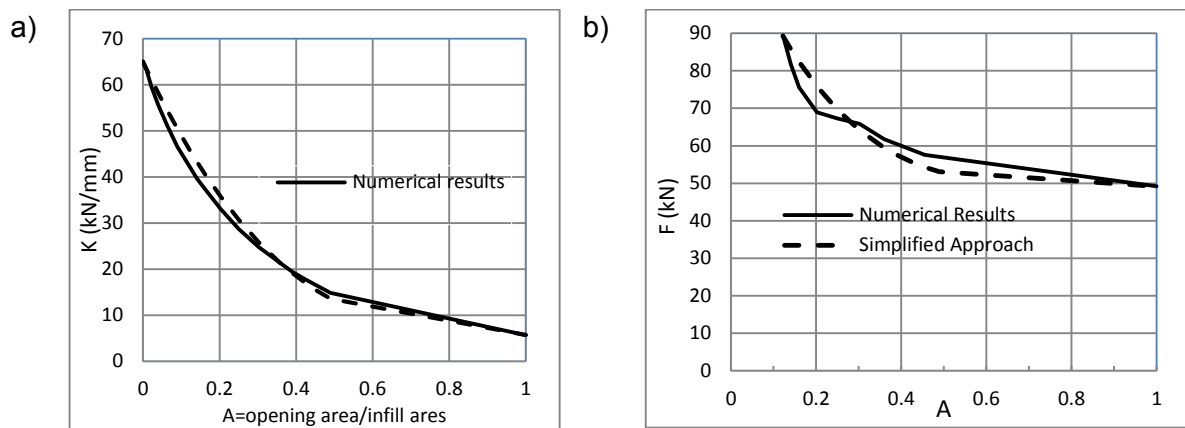 a)
70
60
50
40
30
20
10
0
K (kN/mm)
Numerical results
0 0.2 0.4 0.6 0.8 1
A=opening area/infill ares
b)
90
80
70
60
50
40
30
20
10
0
F (kN)
Numerical Results
Simplified Approach
0 0.2 0.4 0.6 0.8 1
A